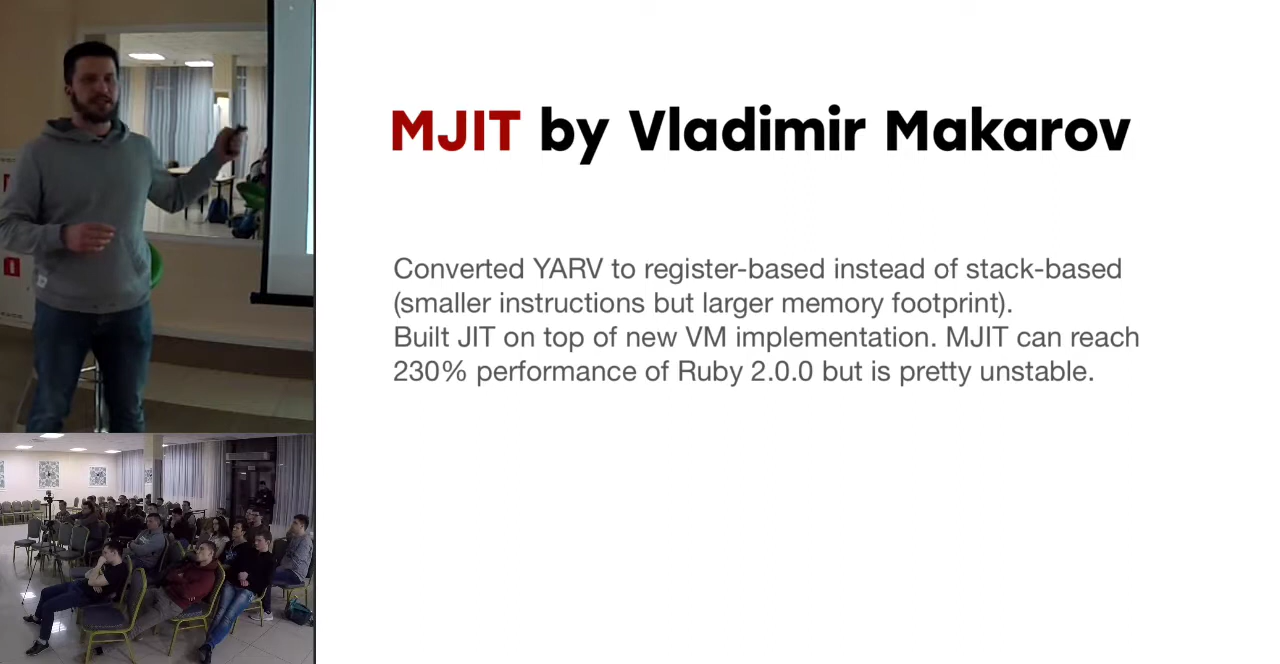 MJIT by Vladimir Makarov
Converted YARV to register-based instead of stack-based
(smaller instructions but larger memory footprint).
Built JIT on top of new VM implementation. MJIT can reach
230% performance of Ruby 2.0.0 but is pretty unstable.